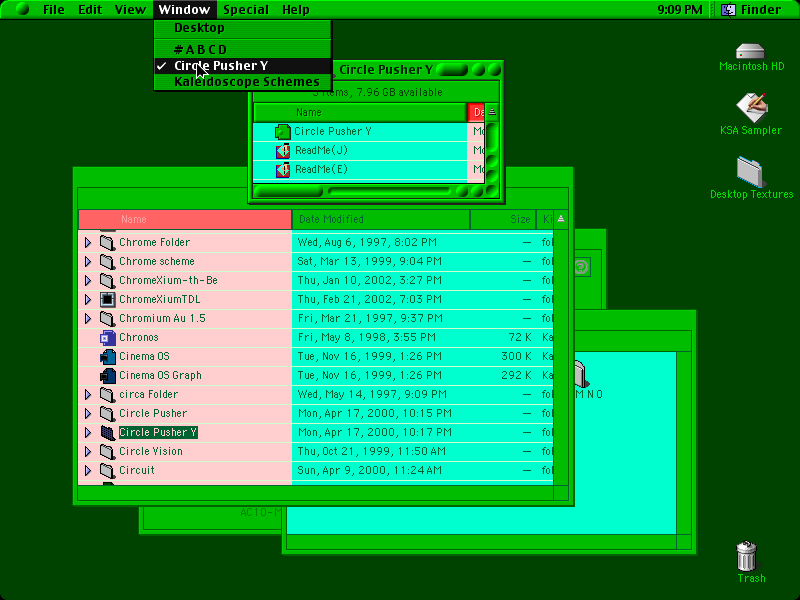 File Edit View Window Special Help 9:09 PM Finder
Desktop
# A B C D
✓ Circle Pusher Y
Kaleidoscope Schemes
Circle Pusher Y
items, 7.96 GB available
Name
Circle Pusher Y Mo
ReadMe(J) Mo
ReadMe(E) Mo
Macintosh HD
KSA Sampler
Desktop Textures
Name Date Modified Size Ki
Chrome Folder Wed, Aug 6, 1997, 8:02 PM — fol
Chrome scheme Sat, Mar 13, 1999, 9:04 PM — fol
ChromeXium-th-Be Thu, Jan 10, 2002, 3:27 PM — fol
ChromeXiumTDL Thu, Feb 21, 2002, 7:03 PM — fol
Chromium Au 1.5 Fri, Mar 21, 1997, 9:37 PM — fol
Chronos Fri, May 8, 1998, 3:55 PM 72 K Ka
Cinema OS Tue, Nov 16, 1999, 1:26 PM 300 K Ka
Cinema OS Graph Tue, Nov 16, 1999, 1:26 PM 292 K Ka
circa Folder Wed, May 14, 1997, 9:09 PM — fol
Circle Pusher Mon, Apr 17, 2000, 10:15 PM — fol
Circle Pusher Y Mon, Apr 17, 2000, 10:17 PM — fol
Circle Vision Thu, Oct 21, 1999, 11:50 AM — fol
Circuit Sun, Apr 9, 2000, 11:24 AM — fol
M N O
AC10-M
Trash